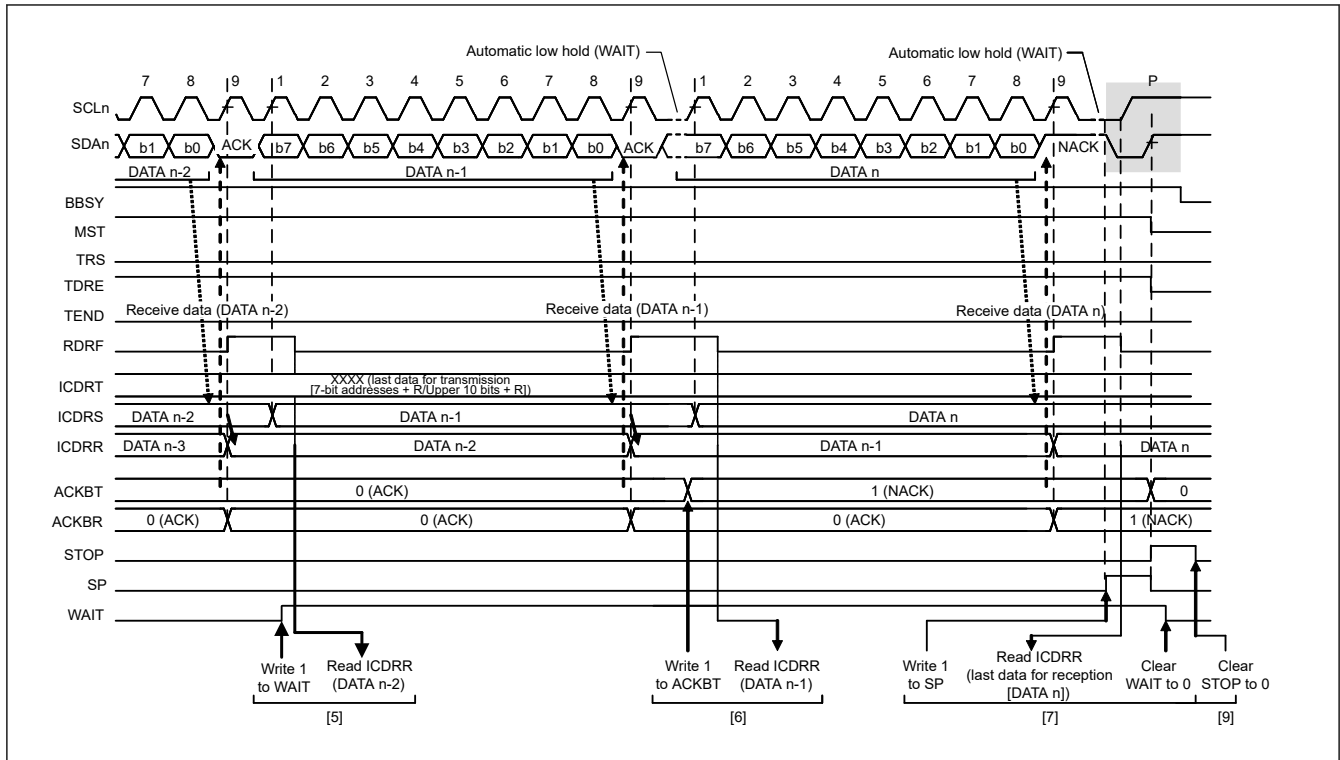 Automatic low hold (WAIT)
Automatic low hold (WAIT)
7 8 9 1 2 3 4 5 6 7 8 9 1 2 3 4 5 6 7 8 9 P
SCLn
SDAn b1 b0 ACK b7 b6 b5 b4 b3 b2 b1 b0 ACK b7 b6 b5 b4 b3 b2 b1 b0 NACK
DATA n-2 DATA n-1 DATA n
BBSY
MST
TRS
TDRE
TEND
Receive data (DATA n-2) Receive data (DATA n-1) Receive data (DATA n)
RDRF
ICDRT
XXXX (last data for transmission
[7-bit addresses + R/Upper 10 bits + R])
ICDRS DATA n-2 DATA n-1 DATA n
ICDRR DATA n-3 DATA n-2 DATA n-1 DATA n
ACKBT 0 (ACK) 1 (NACK) 0
ACKBR 0 (ACK) 0 (ACK) 0 (ACK) 1 (NACK)
STOP
SP
WAIT
Write 1
to WAIT
Read ICDRR
(DATA n-2)
Write 1
to ACKBT
Read ICDRR
(DATA n-1)
Write 1
to SP
Read ICDRR
(last data for reception
[DATA n])
Clear
WAIT to 0
Clear
STOP to 0
[5] [6] [7] [9]